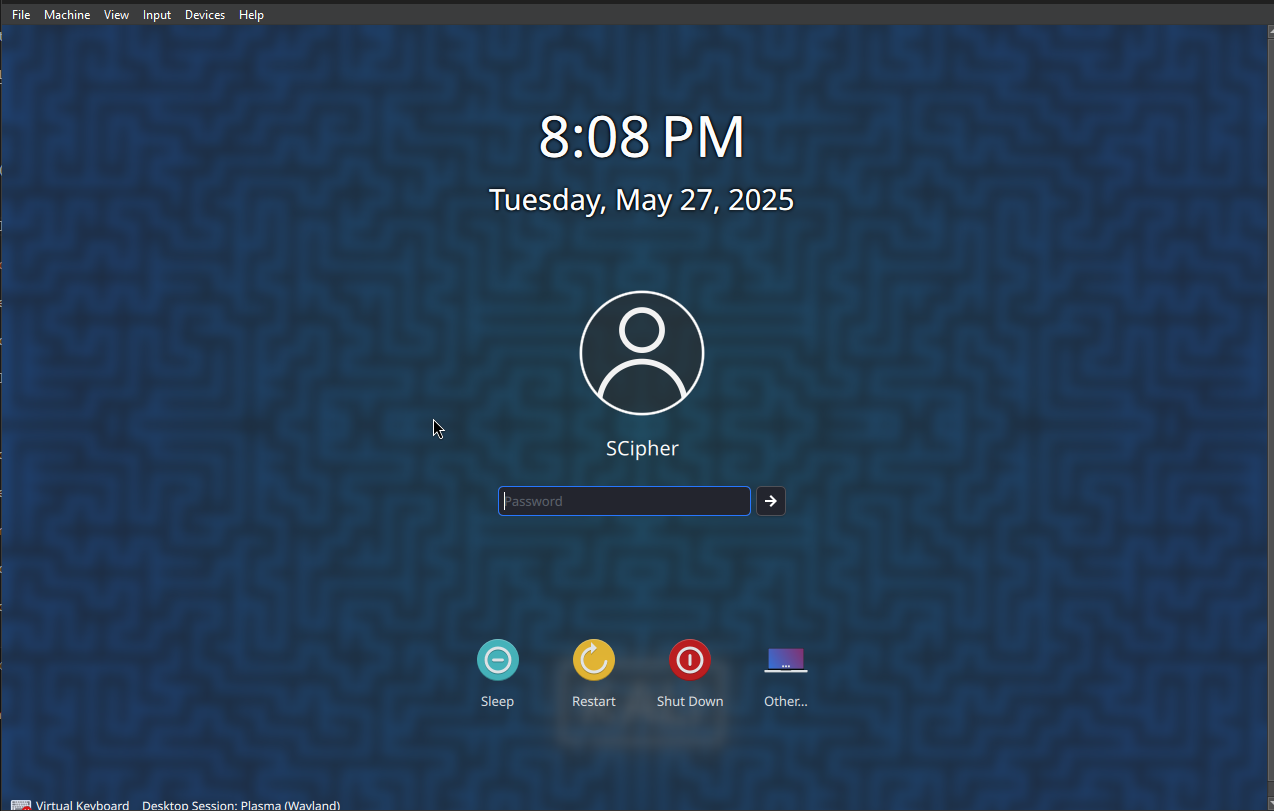 File Machine View Input Devices Help
8:08 PM
Tuesday, May 27, 2025
SCipher
Password
Sleep Restart Shut Down Other...
Virtual Keyboard Desktop Session: Plasma (Wayland)